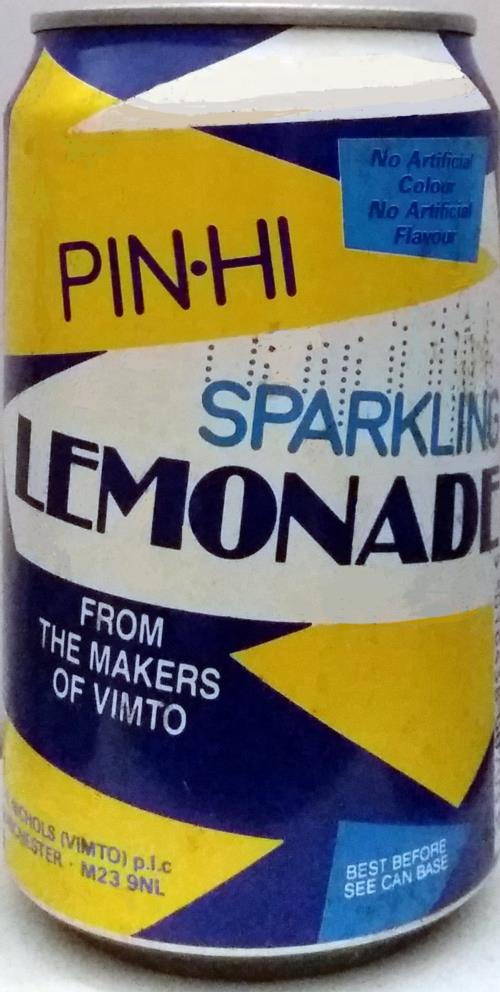 No Artificial
Colour
No Artificial
Flavour
PIN·HI
SPARKLING
LEMONADE
FROM
THE MAKERS
OF VIMTO
NICHOLS (VIMTO) p.l.c
M23 9NL
BEST BEFORE
SEE CAN BASE